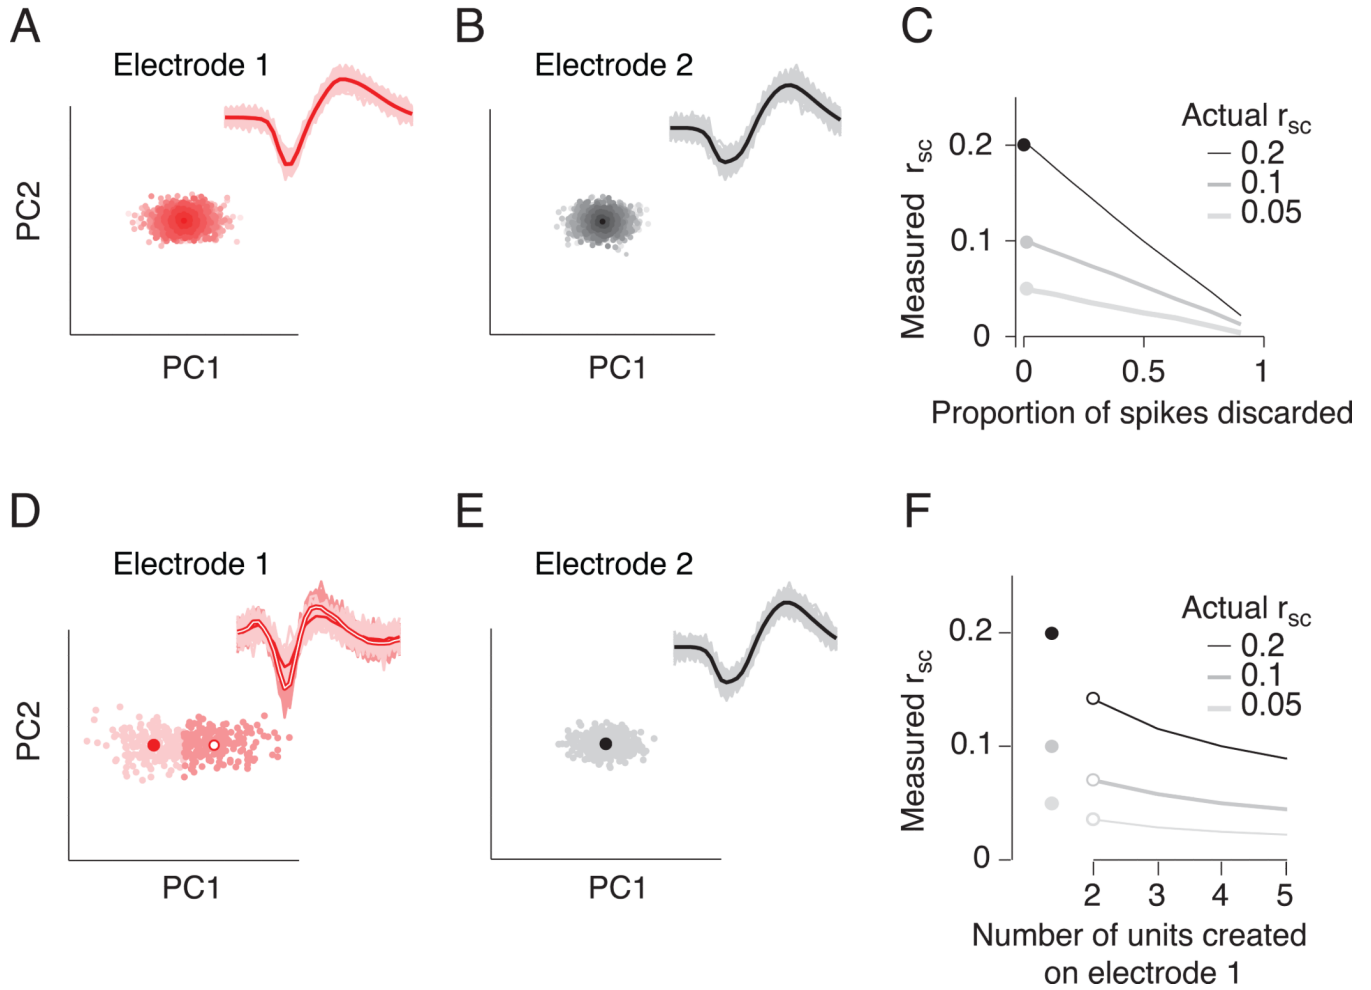 A
Electrode 1
PC2
PC1
B
Electrode 2
PC1
C
Measured r_sc
0.2
0.1
0
Actual r_sc
0.2
0.1
0.05
0
0.5
1
Proportion of spikes discarded
D
Electrode 1
PC2
PC1
E
Electrode 2
PC1
F
Measured r_sc
0.2
0.1
0
Actual r_sc
0.2
0.1
0.05
2
3
4
5
Number of units created
on electrode 1